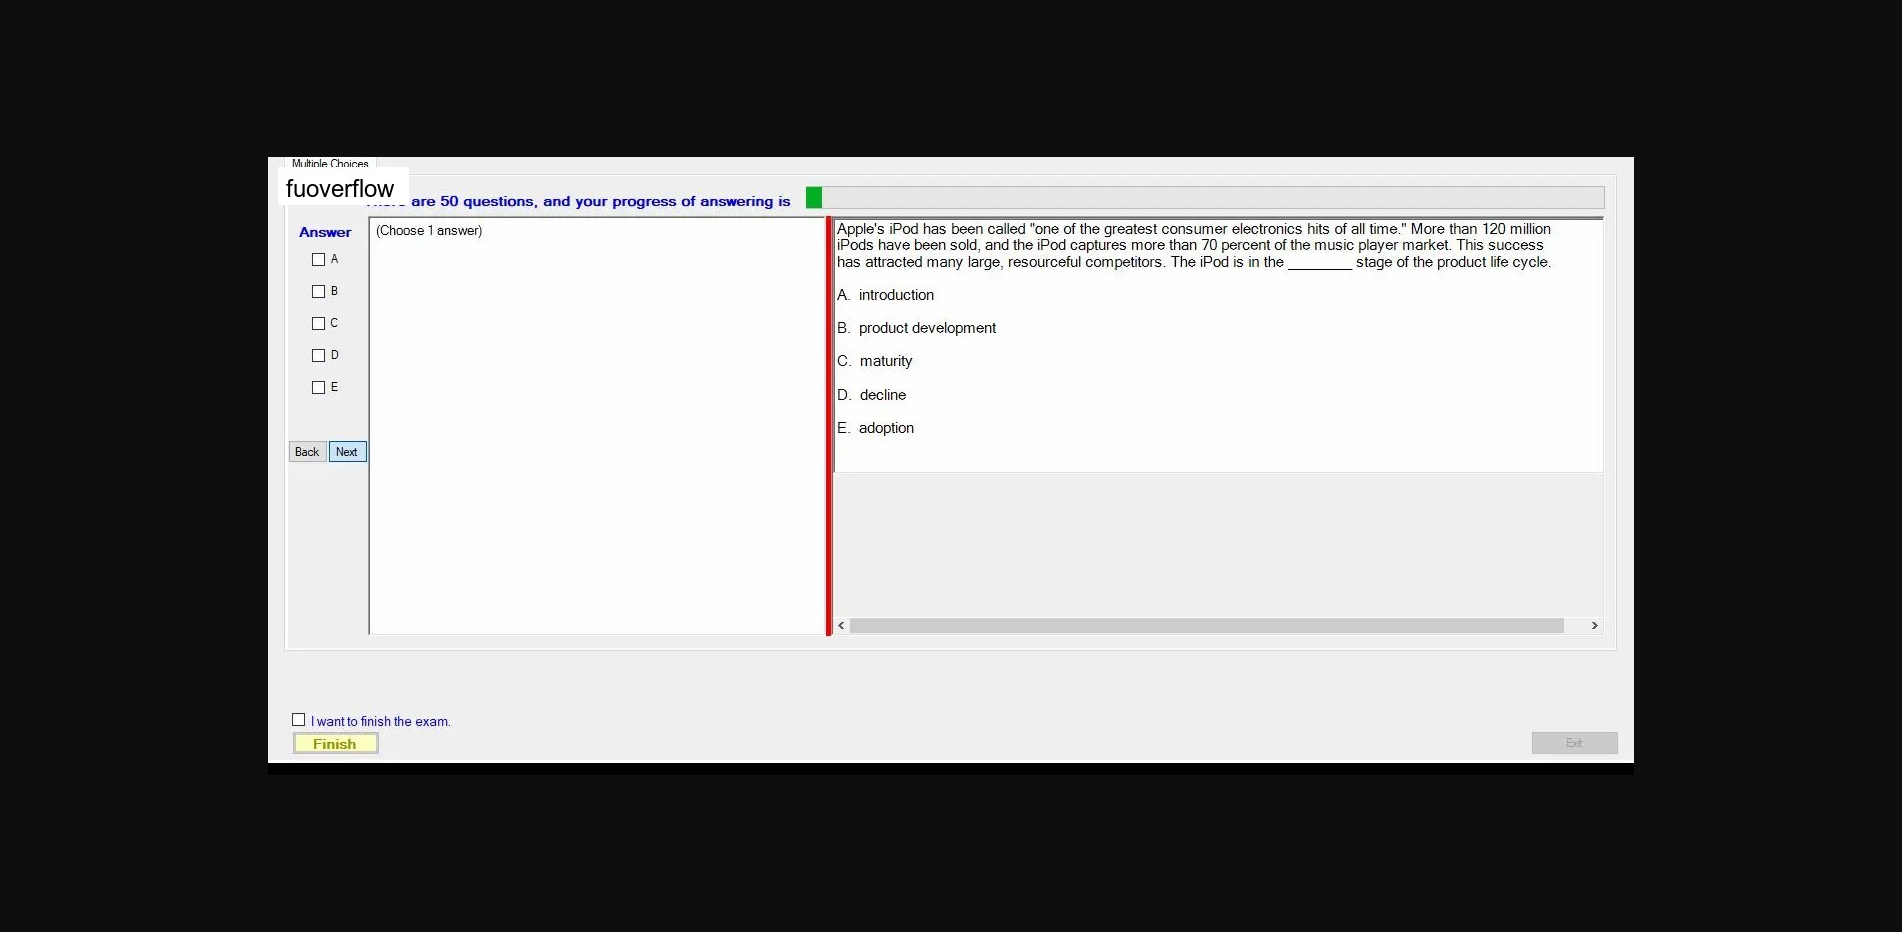 Multiple Choices
fuoverflow
are 50 questions, and your progress of answering is
Answer
A
B
C
D
E
Back Next
(Choose 1 answer)
Apple's iPod has been called "one of the greatest consumer electronics hits of all time." More than 120 million
iPods have been sold, and the iPod captures more than 70 percent of the music player market. This success
has attracted many large, resourceful competitors. The iPod is in the ________ stage of the product life cycle.
A. introduction
B. product development
C. maturity
D. decline
E. adoption
I want to finish the exam.
Finish
Exit